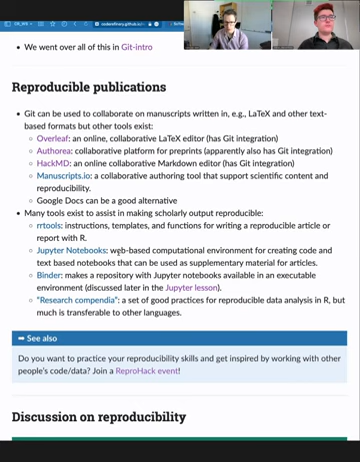 • We went over all of this in Git-intro
Reproducible publications
• Git can be used to collaborate on manuscripts written in, e.g., LaTeX and other text-
based formats but other tools exist:
◦ Overleaf: an online, collaborative LaTeX editor (has Git integration)
◦ Authorea: collaborative platform for preprints (apparently also has Git integration)
◦ HackMD: an online collaborative Markdown editor (has Git integration)
◦ Manuscripts.io: a collaborative authoring tool that support scientific content and
reproducibility.
◦ Google Docs can be a good alternative
• Many tools exist to assist in making scholarly output reproducible:
◦ rrtools: instructions, templates, and functions for writing a reproducible article or
report with R.
◦ Jupyter Notebooks: web-based computational environment for creating code and
text based notebooks that can be used as supplementary material for articles.
◦ Binder: makes a repository with Jupyter notebooks available in an executable
environment (discussed later in the Jupyter lesson).
◦ "Research compendia": a set of good practices for reproducible data analysis in R, but
much is transferable to other languages.
➡ See also
Do you want to practice your reproducibility skills and get inspired by working with other
people's code/data? Join a ReproHack event!
Discussion on reproducibility